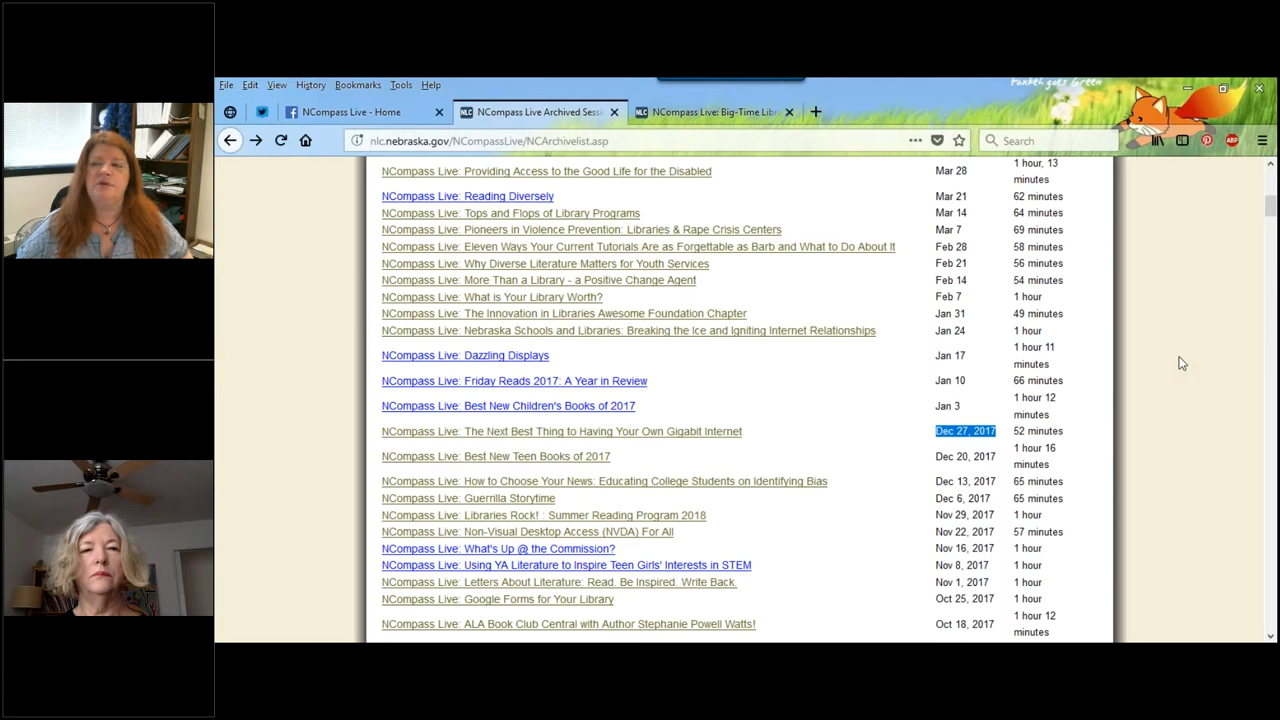 Fantek goes Green
File Edit View History Bookmarks Tools Help
NCompass Live - Home
NLC NCompass Live Archived Sessi
NLC NCompass Live: Big-Time Libr
nlc.nebraska.gov/NCompassLive/NCArchivelist.asp
Search
ABP
NCompass Live: Providing Access to the Good Life for the Disabled Mar 28 1 hour, 13 minutes
NCompass Live: Reading Diversely Mar 21 62 minutes
NCompass Live: Tops and Flops of Library Programs Mar 14 64 minutes
NCompass Live: Pioneers in Violence Prevention: Libraries & Rape Crisis Centers Mar 7 69 minutes
NCompass Live: Eleven Ways Your Current Tutorials Are as Forgettable as Barb and What to Do About It Feb 28 58 minutes
NCompass Live: Why Diverse Literature Matters for Youth Services Feb 21 56 minutes
NCompass Live: More Than a Library - a Positive Change Agent Feb 14 54 minutes
NCompass Live: What is Your Library Worth? Feb 7 1 hour
NCompass Live: The Innovation in Libraries Awesome Foundation Chapter Jan 31 49 minutes
NCompass Live: Nebraska Schools and Libraries: Breaking the Ice and Igniting Internet Relationships Jan 24 1 hour
NCompass Live: Dazzling Displays Jan 17 1 hour 11 minutes
NCompass Live: Friday Reads 2017: A Year in Review Jan 10 66 minutes
NCompass Live: Best New Children's Books of 2017 Jan 3 1 hour 12 minutes
NCompass Live: The Next Best Thing to Having Your Own Gigabit Internet Dec 27, 2017 52 minutes
NCompass Live: Best New Teen Books of 2017 Dec 20, 2017 1 hour 16 minutes
NCompass Live: How to Choose Your News: Educating College Students on Identifying Bias Dec 13, 2017 65 minutes
NCompass Live: Guerrilla Storytime Dec 6, 2017 65 minutes
NCompass Live: Libraries Rock! : Summer Reading Program 2018 Nov 29, 2017 1 hour
NCompass Live: Non-Visual Desktop Access (NVDA) For All Nov 22, 2017 57 minutes
NCompass Live: What's Up @ the Commission? Nov 16, 2017 1 hour
NCompass Live: Using YA Literature to Inspire Teen Girls' Interests in STEM Nov 8, 2017 1 hour
NCompass Live: Letters About Literature: Read. Be Inspired. Write Back. Nov 1, 2017 1 hour
NCompass Live: Google Forms for Your Library Oct 25, 2017 1 hour
NCompass Live: ALA Book Club Central with Author Stephanie Powell Watts! Oct 18, 2017 1 hour 12 minutes